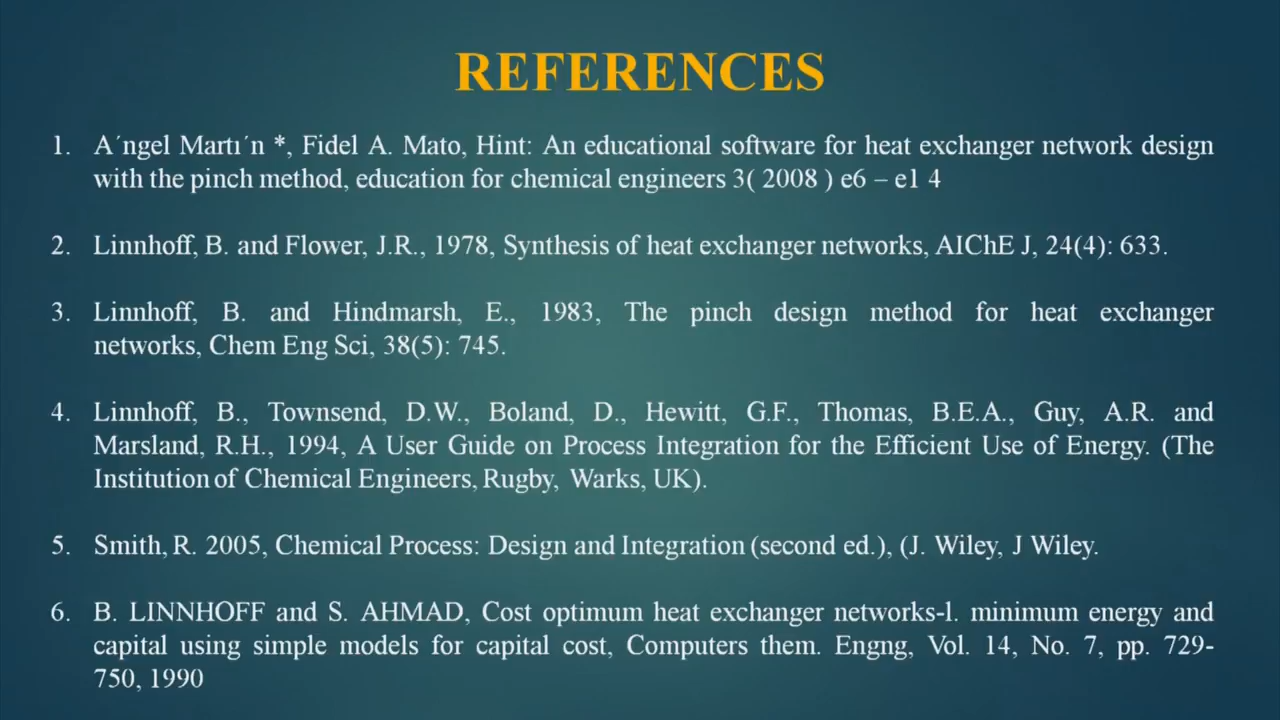 REFERENCES
1. A´ngel Martı´n *, Fidel A. Mato, Hint: An educational software for heat exchanger network design
with the pinch method, education for chemical engineers 3( 2008 ) e6 – e1 4
2. Linnhoff, B. and Flower, J.R., 1978, Synthesis of heat exchanger networks, AIChE J, 24(4): 633.
3. Linnhoff, B. and Hindmarsh, E., 1983, The pinch design method for heat exchanger
networks, Chem Eng Sci, 38(5): 745.
4. Linnhoff, B., Townsend, D.W., Boland, D., Hewitt, G.F., Thomas, B.E.A., Guy, A.R. and
Marsland, R.H., 1994, A User Guide on Process Integration for the Efficient Use of Energy. (The
Institution of Chemical Engineers, Rugby, Warks, UK).
5. Smith, R. 2005, Chemical Process: Design and Integration (second ed.), (J. Wiley, J Wiley.
6. B. LINNHOFF and S. AHMAD, Cost optimum heat exchanger networks-l. minimum energy and
capital using simple models for capital cost, Computers them. Engng, Vol. 14, No. 7, pp. 729-
750, 1990